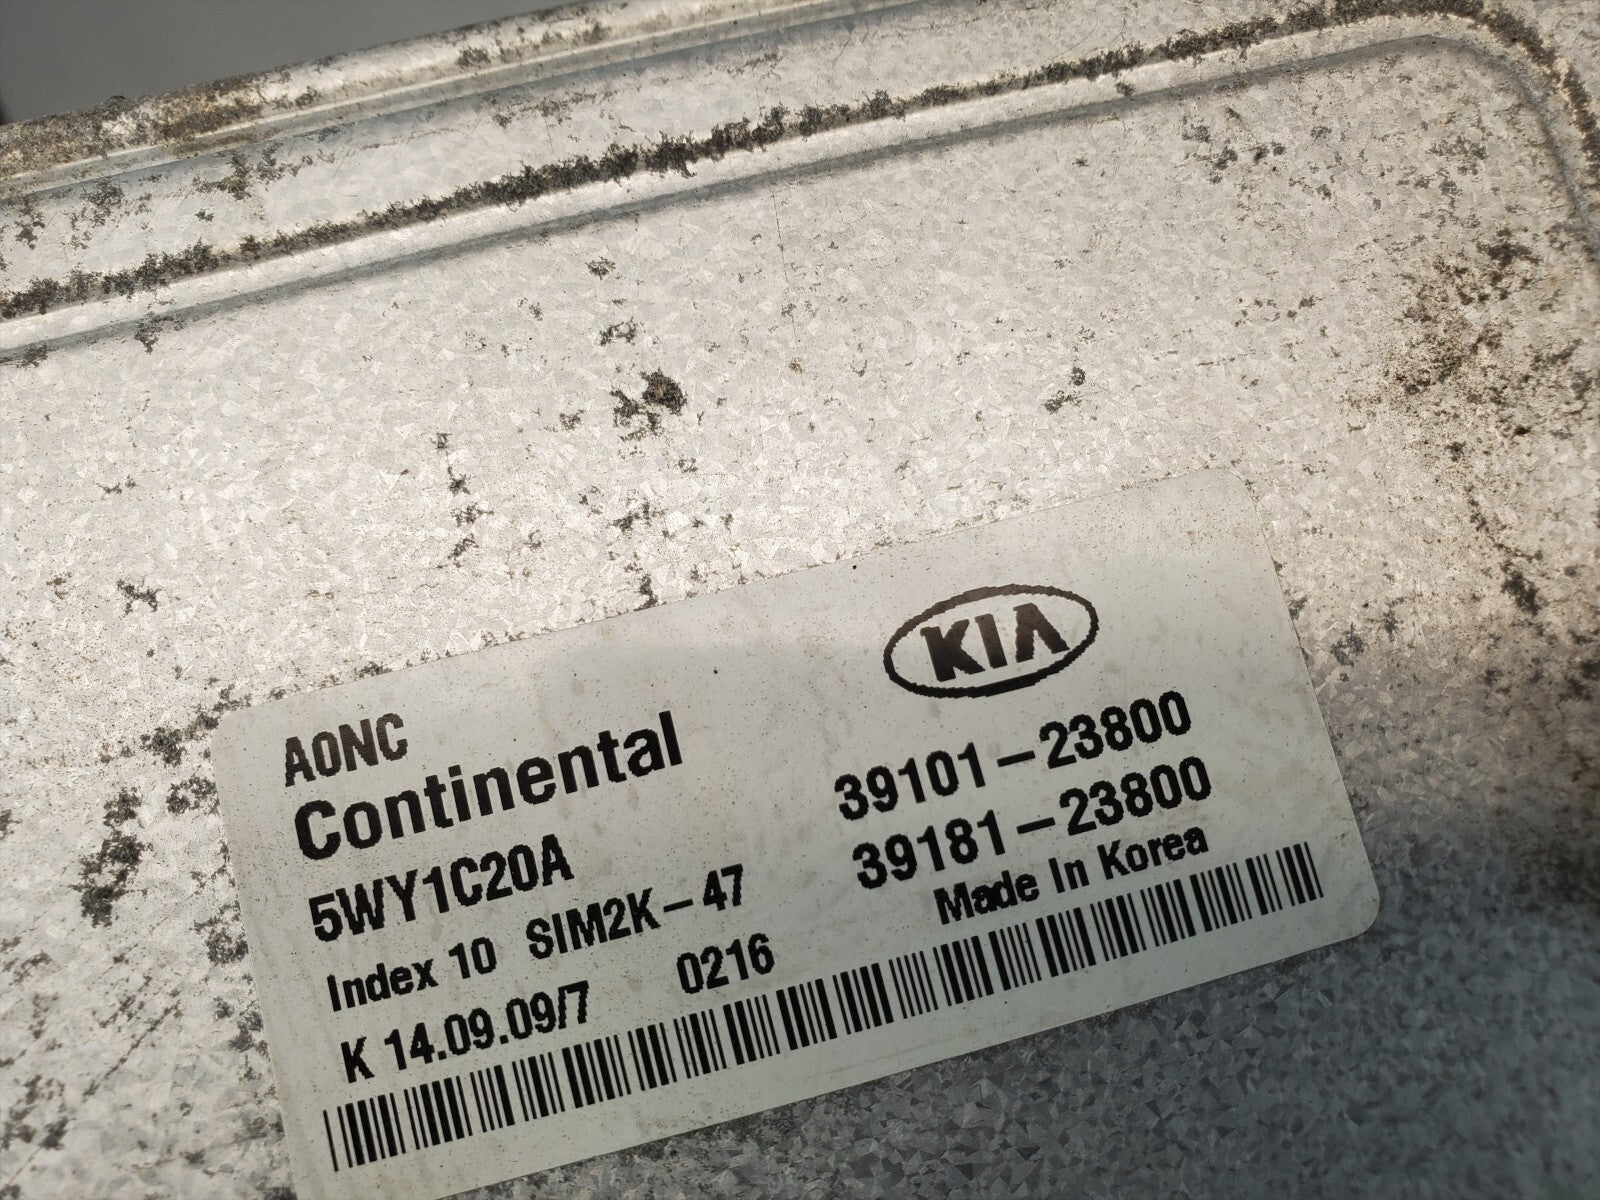 KIA
A0NC
Continental
39101-23800
5WY1C20A
39181-23800
Index 10 SIM2K-47
Made In Korea
K 14.09.09/7 0216